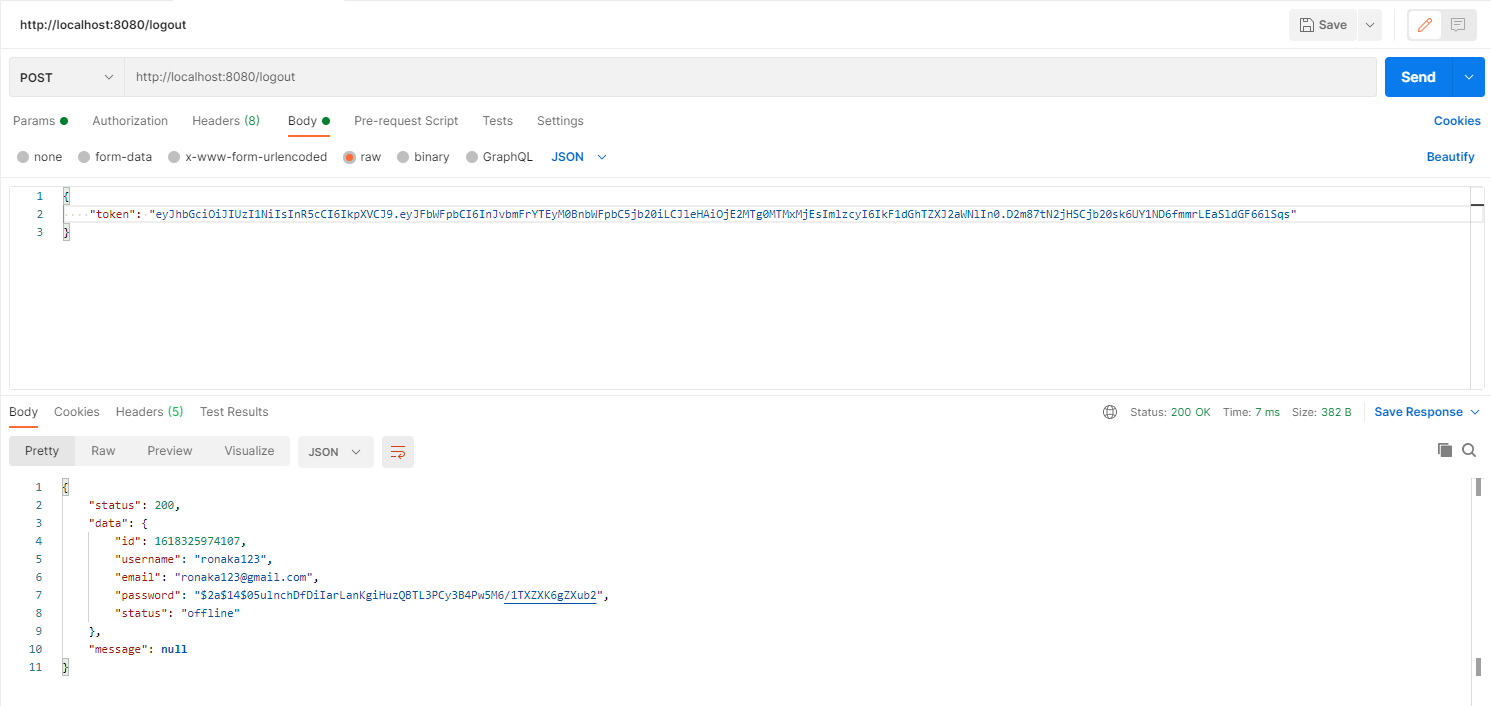 http://localhost:8080/logout
Save
POST
http://localhost:8080/logout
Send
Params
Authorization
Headers (8)
Body
Pre-request Script
Tests
Settings
Cookies
none
form-data
x-www-form-urlencoded
raw
binary
GraphQL
JSON
Beautify
1 {
2 "token": "eyJhbGciOiJIUzI1NiIsInR5cCI6IkpXVCJ9.eyJFbWFpbCI6InJvbmFrYTEyM0BnbWFpbC5jb20iLCJleHAiOjE2MTg0MTMxMjEsImlzcyI6IkF1dGhTZXJ2aWNlIn0.D2m87tN2jHSCjb20sk6UY1ND6fmmrLEaSldGF66lSqs"
3 }
Body
Cookies
Headers (5)
Test Results
Status: 200 OK
Time: 7 ms
Size: 382 B
Save Response
Pretty
Raw
Preview
Visualize
JSON
1 {
2 "status": 200,
3 "data": {
4 "id": 1618325974107,
5 "username": "ronaka123",
6 "email": "ronaka123@gmail.com",
7 "password": "$2a$14$05ulnchDfDiIarLanKgiHuzQBTL3PCy3B4Pw5M6/1TXZXK6gZXub2",
8 "status": "offline"
9 },
10 "message": null
11 }